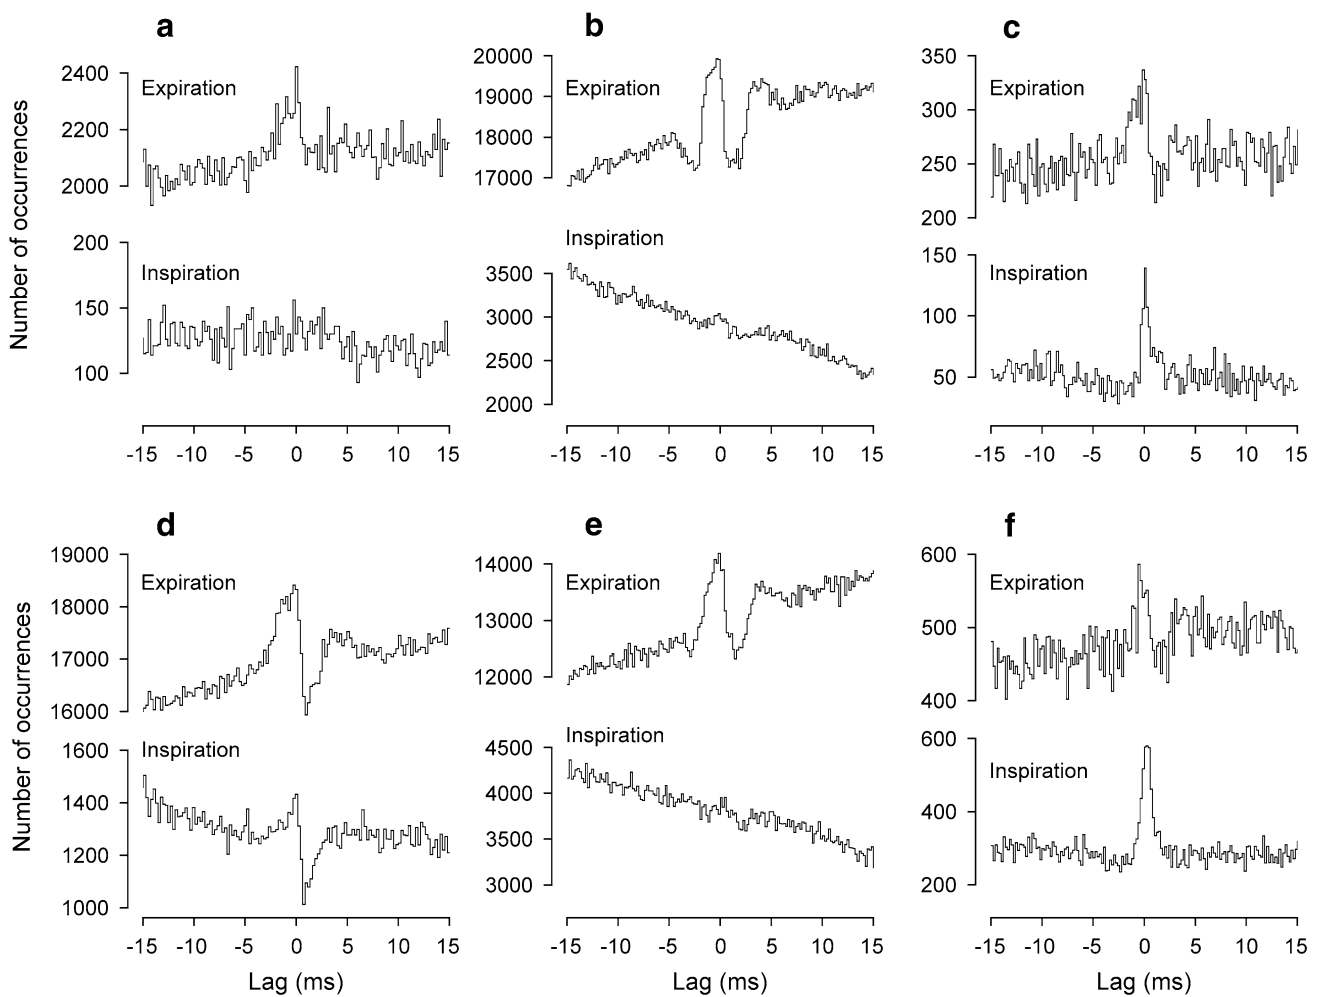 a b c
Number of occurrences
Expiration
2400
2200
2000
Inspiration
200
150
100
-15 -10 -5 0 5 10 15
Expiration
20000
19000
18000
17000
Inspiration
3500
3000
2500
2000
-15 -10 -5 0 5 10 15
Expiration
350
300
250
200
Inspiration
150
100
50
-15 -10 -5 0 5 10 15
d e f
Number of occurrences
Expiration
19000
18000
17000
16000
Inspiration
1600
1400
1200
1000
-15 -10 -5 0 5 10 15
Lag (ms)
Expiration
14000
13000
12000
Inspiration
4500
4000
3500
3000
-15 -10 -5 0 5 10 15
Lag (ms)
Expiration
600
500
400
Inspiration
600
400
200
-15 -10 -5 0 5 10 15
Lag (ms)